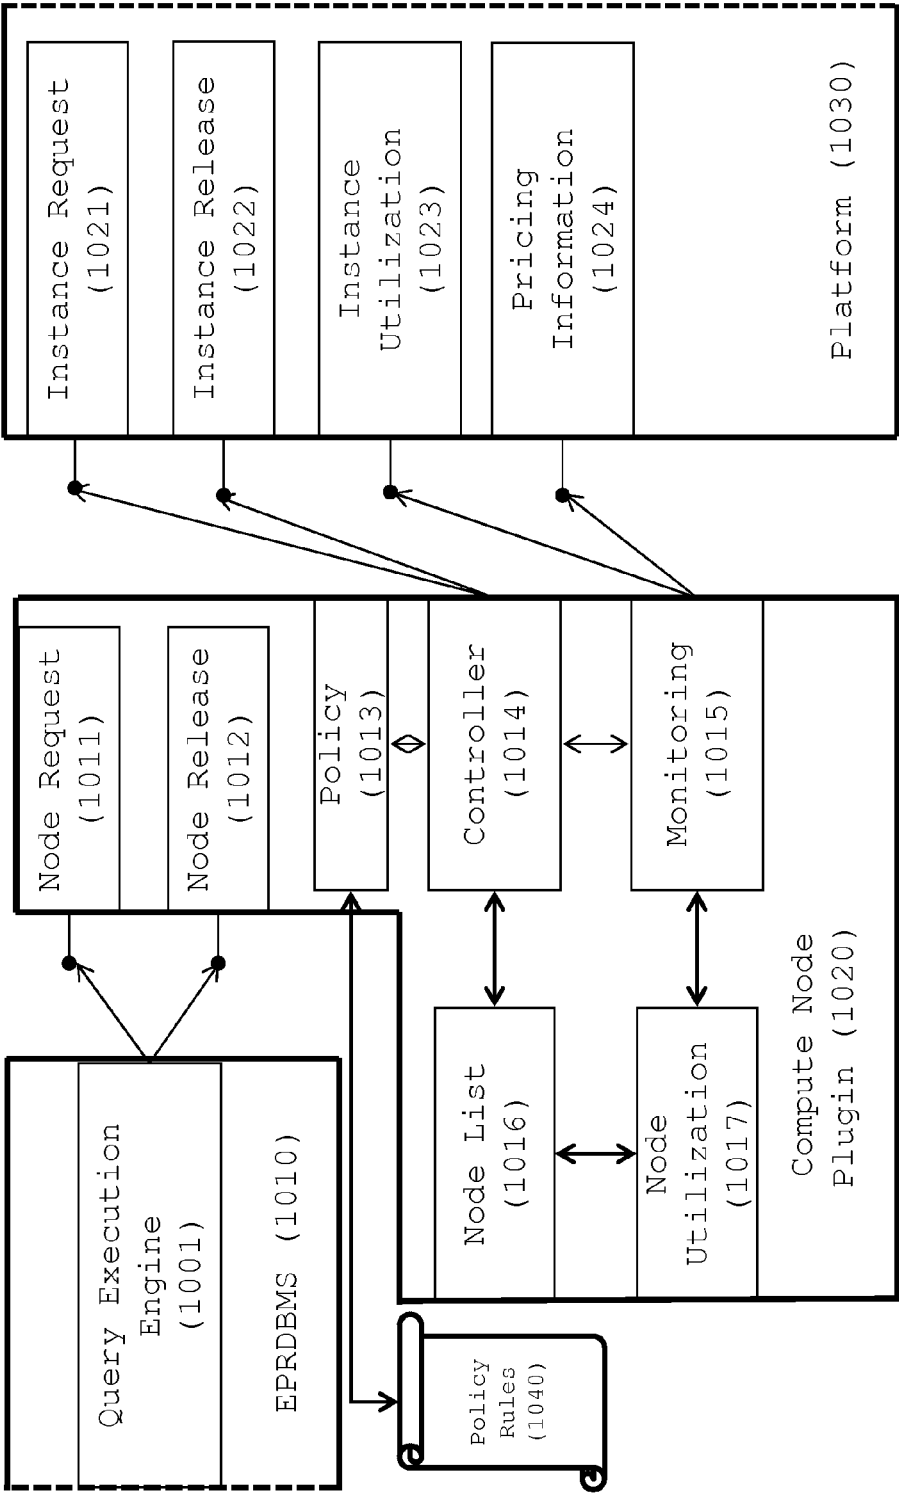 Query Execution
Engine
(1001)
EPRDBMS (1010)
Policy
Rules
(1040)
Node Request
(1011)
Node Release
(1012)
Policy
(1013)
Controller
(1014)
Monitoring
(1015)
Node List
(1016)
Node
Utilization
(1017)
Compute Node
Plugin (1020)
Instance Request
(1021)
Instance Release
(1022)
Instance
Utilization
(1023)
Pricing
Information
(1024)
Platform (1030)